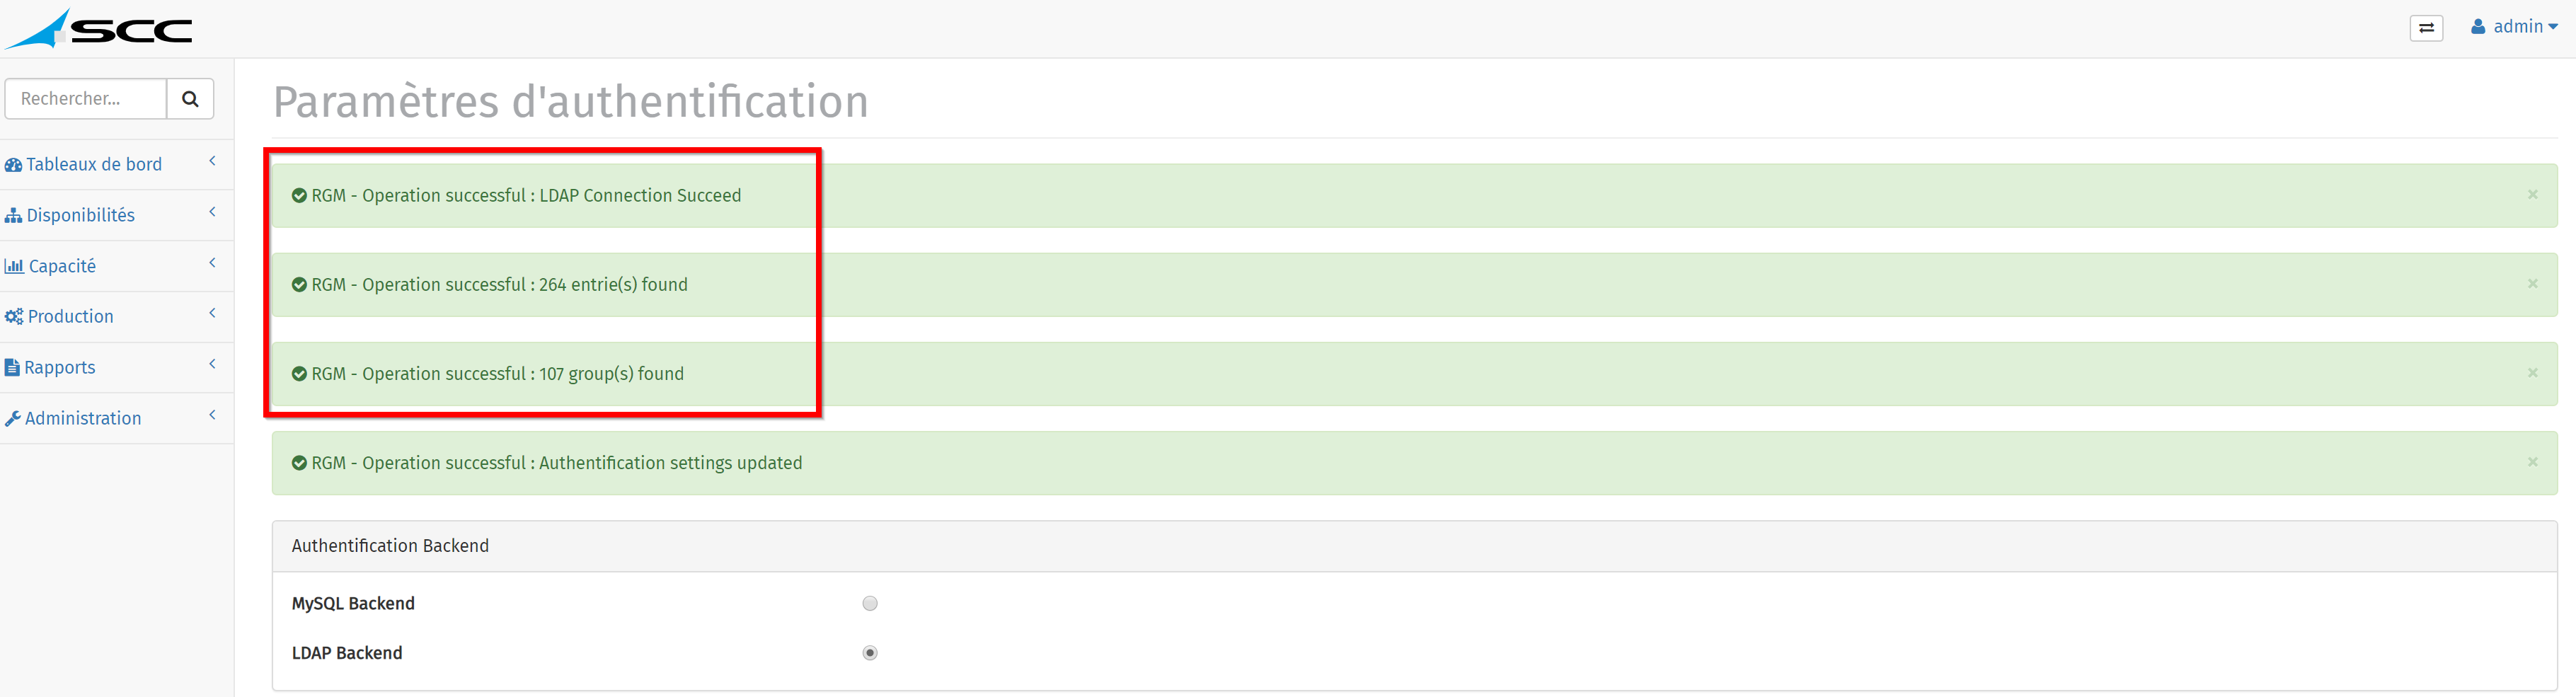 SCC
admin
Rechercher...
Tableaux de bord
Disponibilités
Capacité
Production
Rapports
Administration
Paramètres d'authentification
RGM - Operation successful : LDAP Connection Succeed
RGM - Operation successful : 264 entrie(s) found
RGM - Operation successful : 107 group(s) found
RGM - Operation successful : Authentification settings updated
Authentification Backend
MySQL Backend
LDAP Backend